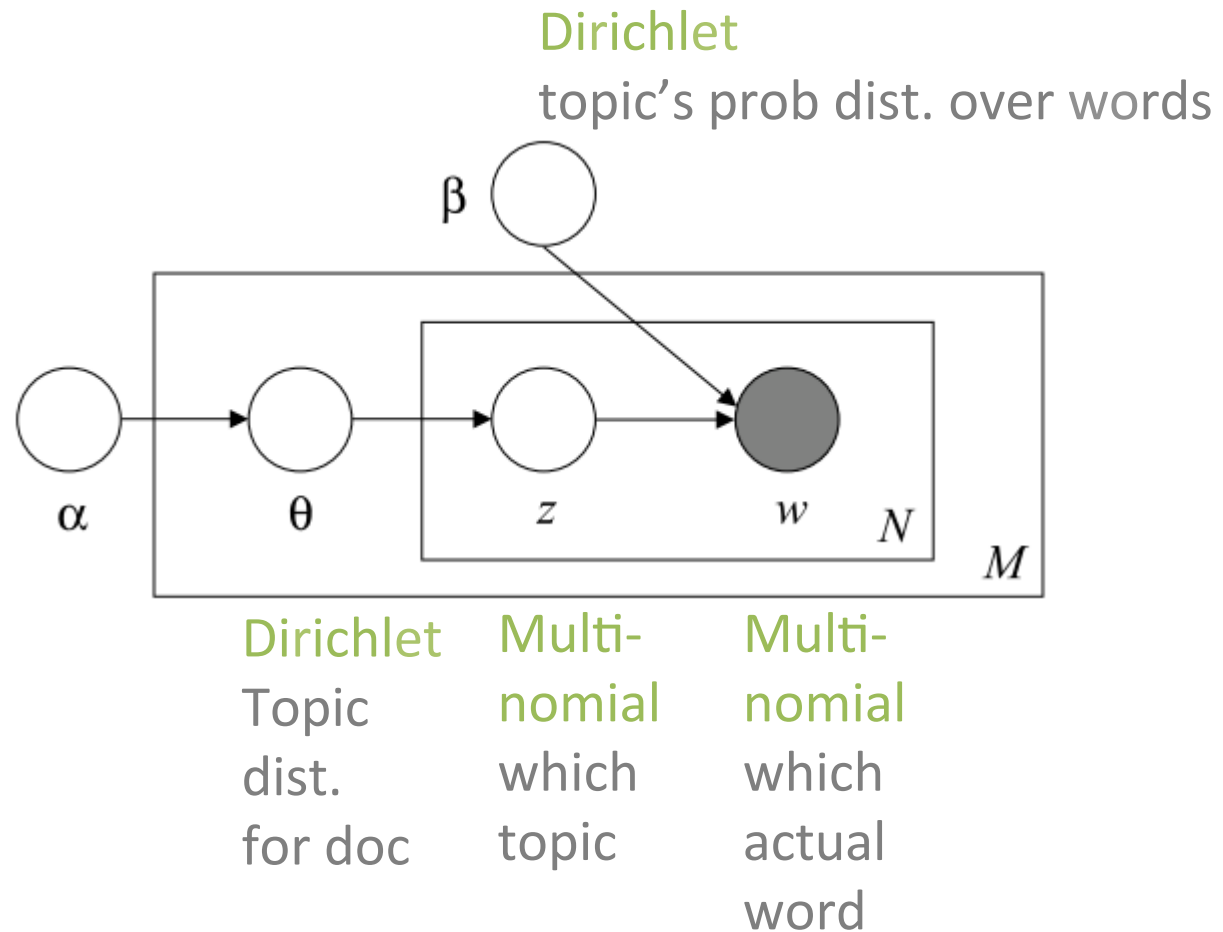 Dirichlet
topic's prob dist. over words
β
α
θ
z
w
N
M
Dirichlet
Topic
dist.
for doc
Multi-
nomial
which
topic
Multi-
nomial
which
actual
word